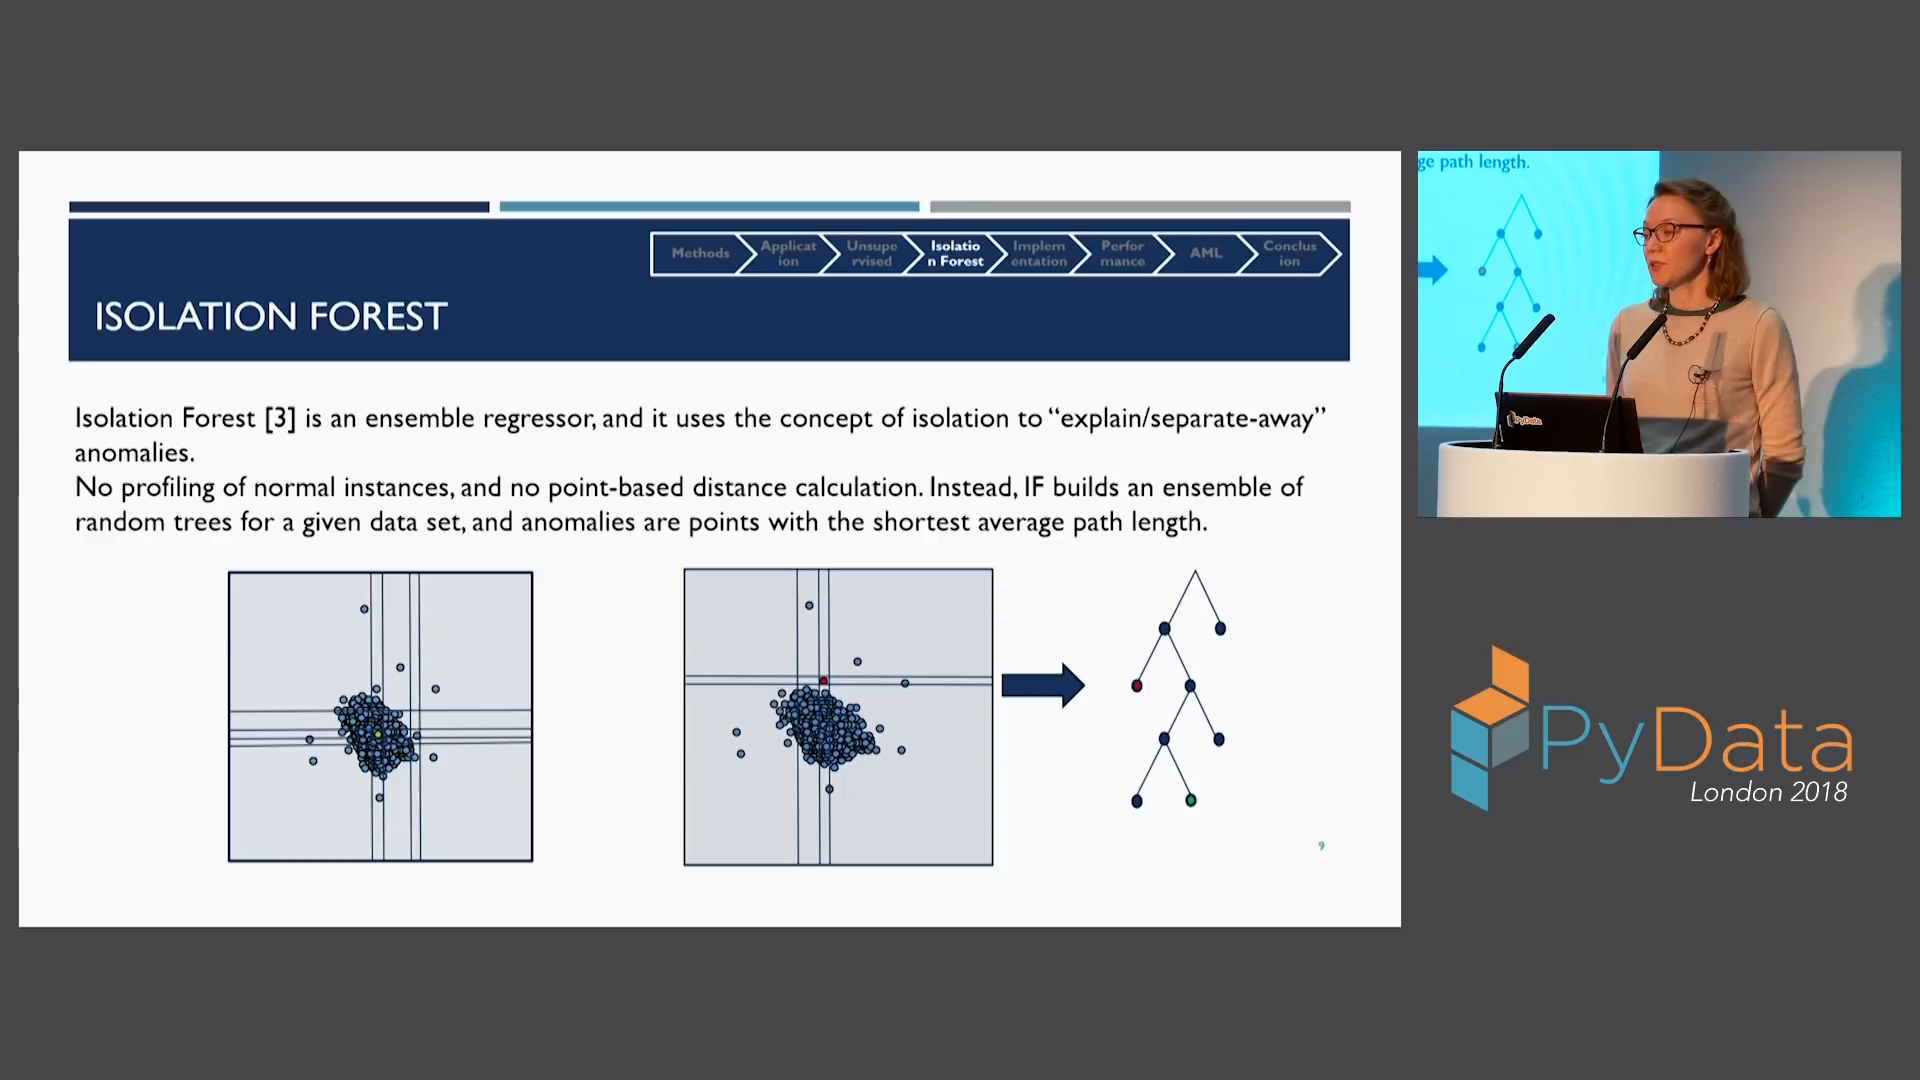 Methods
Applicat
ion
Unsupe
rvised
Isolatio
n Forest
Implem
entation
Perfor
mance
AML
Conclus
ion
ISOLATION FOREST
Isolation Forest [3] is an ensemble regressor, and it uses the concept of isolation to “explain/separate-away”
anomalies.
No profiling of normal instances, and no point-based distance calculation. Instead, IF builds an ensemble of
random trees for a given data set, and anomalies are points with the shortest average path length.
9
ge path length.
PyData
PyData
London 2018